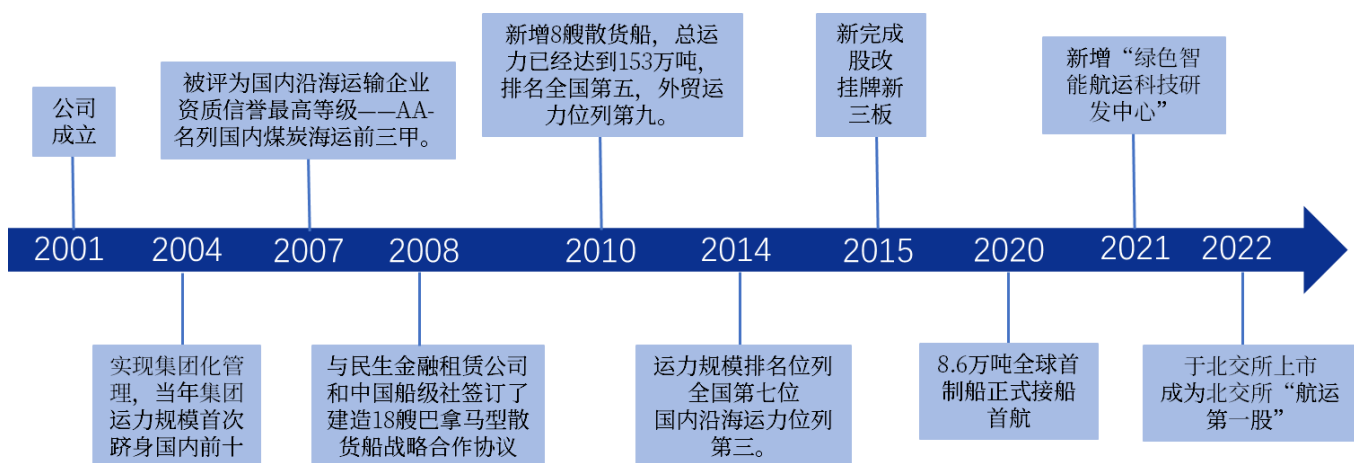 公司
成立
被评为国内沿海运输企业
资质信誉最高等级——AA-
名列国内煤炭海运前三甲。
新增8艘散货船，总运
力已经达到153万吨，
排名全国第五，外贸运
力位列第九。
新完成
股改
挂牌新
三板
新增“绿色智
能航运科技研
发中心”
2001
2004
2007
2008
2010
2014
2015
2020
2021
2022
实现集团化管
理，当年集团
运力规模首次
跻身国内前十
与民生金融租赁公司
和中国船级社签订了
建造18艘巴拿马型散
货船战略合作协议
运力规模排名位列
全国第七位
国内沿海运力位列
第三。
8.6万吨全球首
制船正式接船
首航
于北交所上市
成为北交所“航运
第一股”